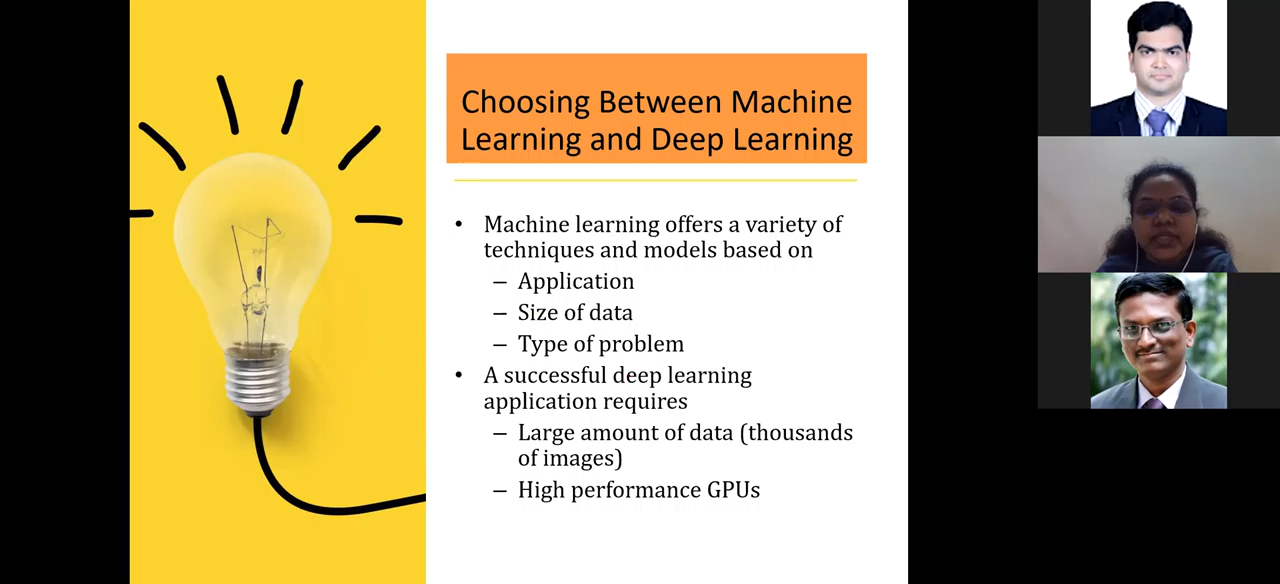 Choosing Between Machine
Learning and Deep Learning
• Machine learning offers a variety of
techniques and models based on
– Application
– Size of data
– Type of problem
• A successful deep learning
application requires
– Large amount of data (thousands
of images)
– High performance GPUs